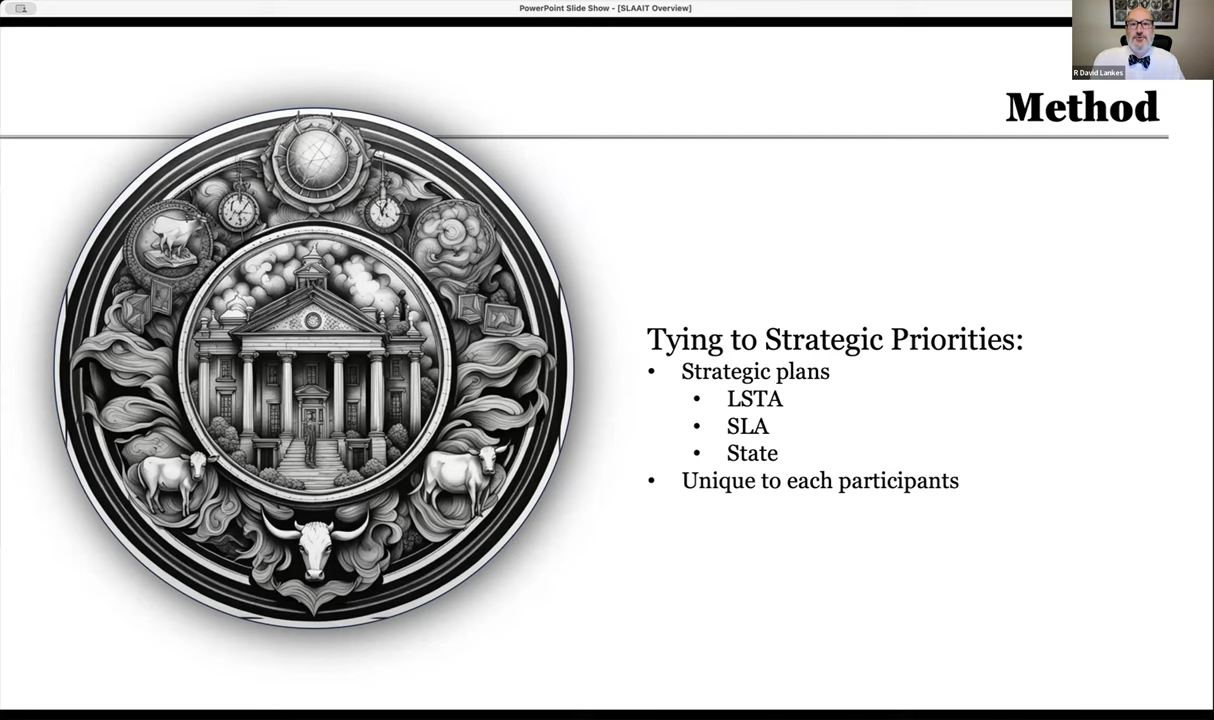 PowerPoint Slide Show - [SLAAIT Overview]
R David Lankes
Method
Tying to Strategic Priorities:
• Strategic plans
• LSTA
• SLA
• State
• Unique to each participants